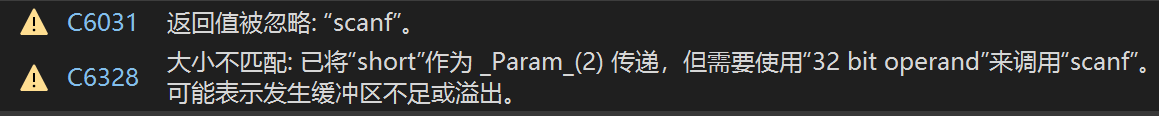 C6031 返回值被忽略: “scanf”。
C6328 大小不匹配: 已将“short”作为 _Param_(2) 传递，但需要使用“32 bit operand”来调用“scanf”。
可能表示发生缓冲区不足或溢出。